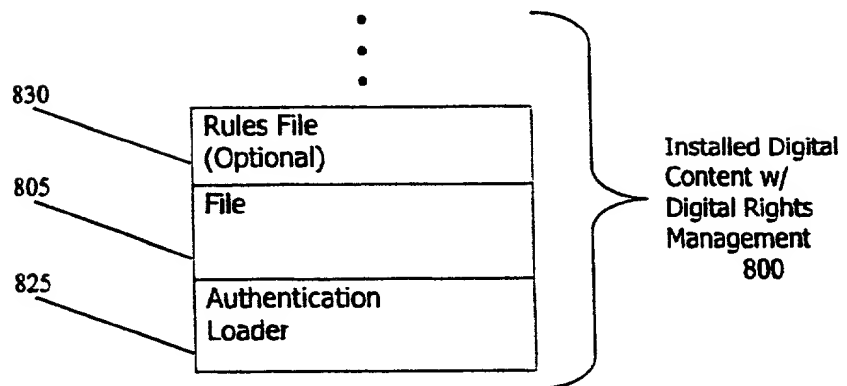 830
Rules File
(Optional)
805
File
825
Authentication
Loader
Installed Digital
Content w/
Digital Rights
Management
800